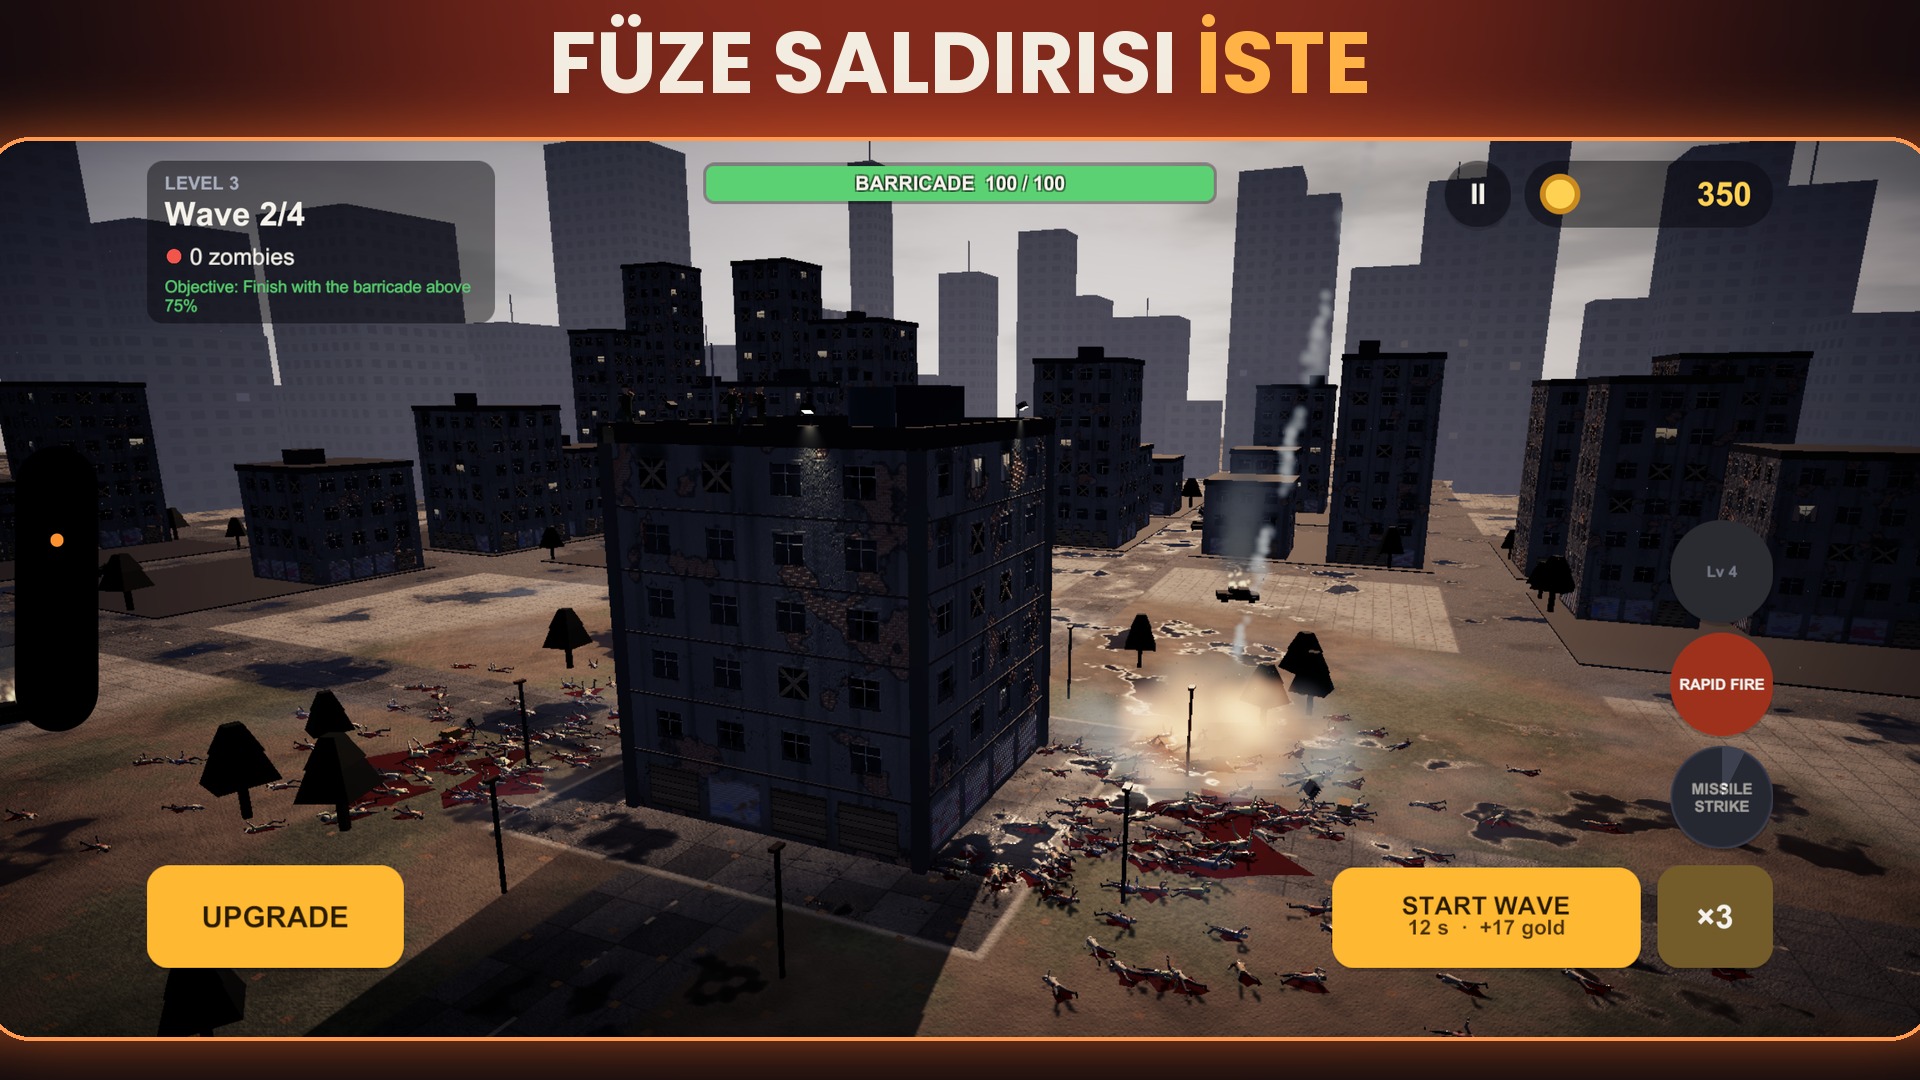 FÜZE SALDIRISI İSTE
LEVEL 3
Wave 2/4
0 zombies
Objective: Finish with the barricade above
75%
BARRICADE 100 / 100
350
Lv 4
RAPID FIRE
MISSILE
STRIKE
UPGRADE
START WAVE
12 s · +17 gold
×3